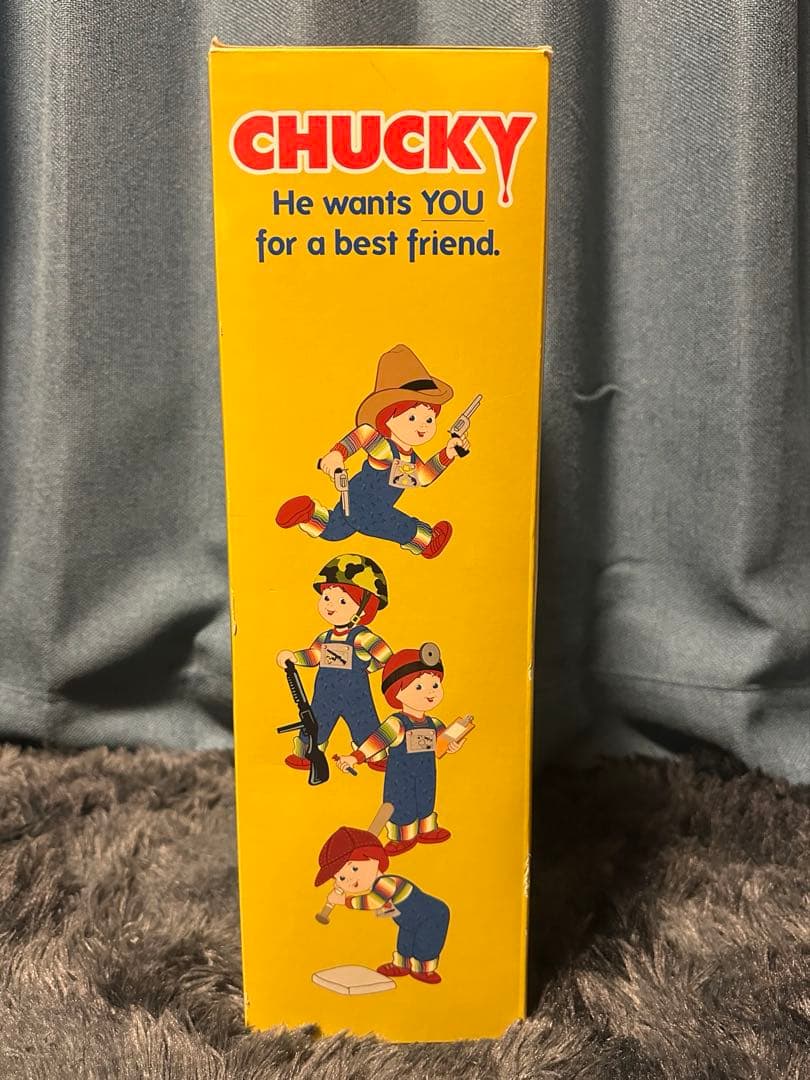 CHUCKY
He wants YOU
for a best friend.